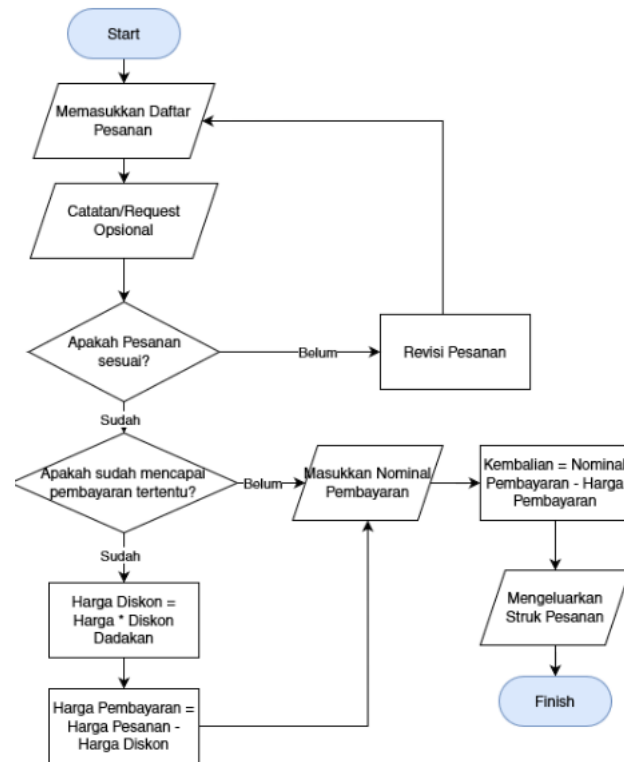 Start
Memasukkan Daftar
Pesanan
Catatan/Request
Opsional
Apakah Pesanan
sesuai?
Belum
Revisi Pesanan
Sudah
Apakah sudah mencapai
pembayaran tertentu?
Belum
Masukkan Nominal
Pembayaran
Kembalian = Nominal
Pembayaran - Harga
Pembayaran
Sudah
Harga Diskon =
Harga * Diskon
Dadakan
Mengeluarkan
Struk Pesanan
Harga Pembayaran =
Harga Pesanan -
Harga Diskon
Finish